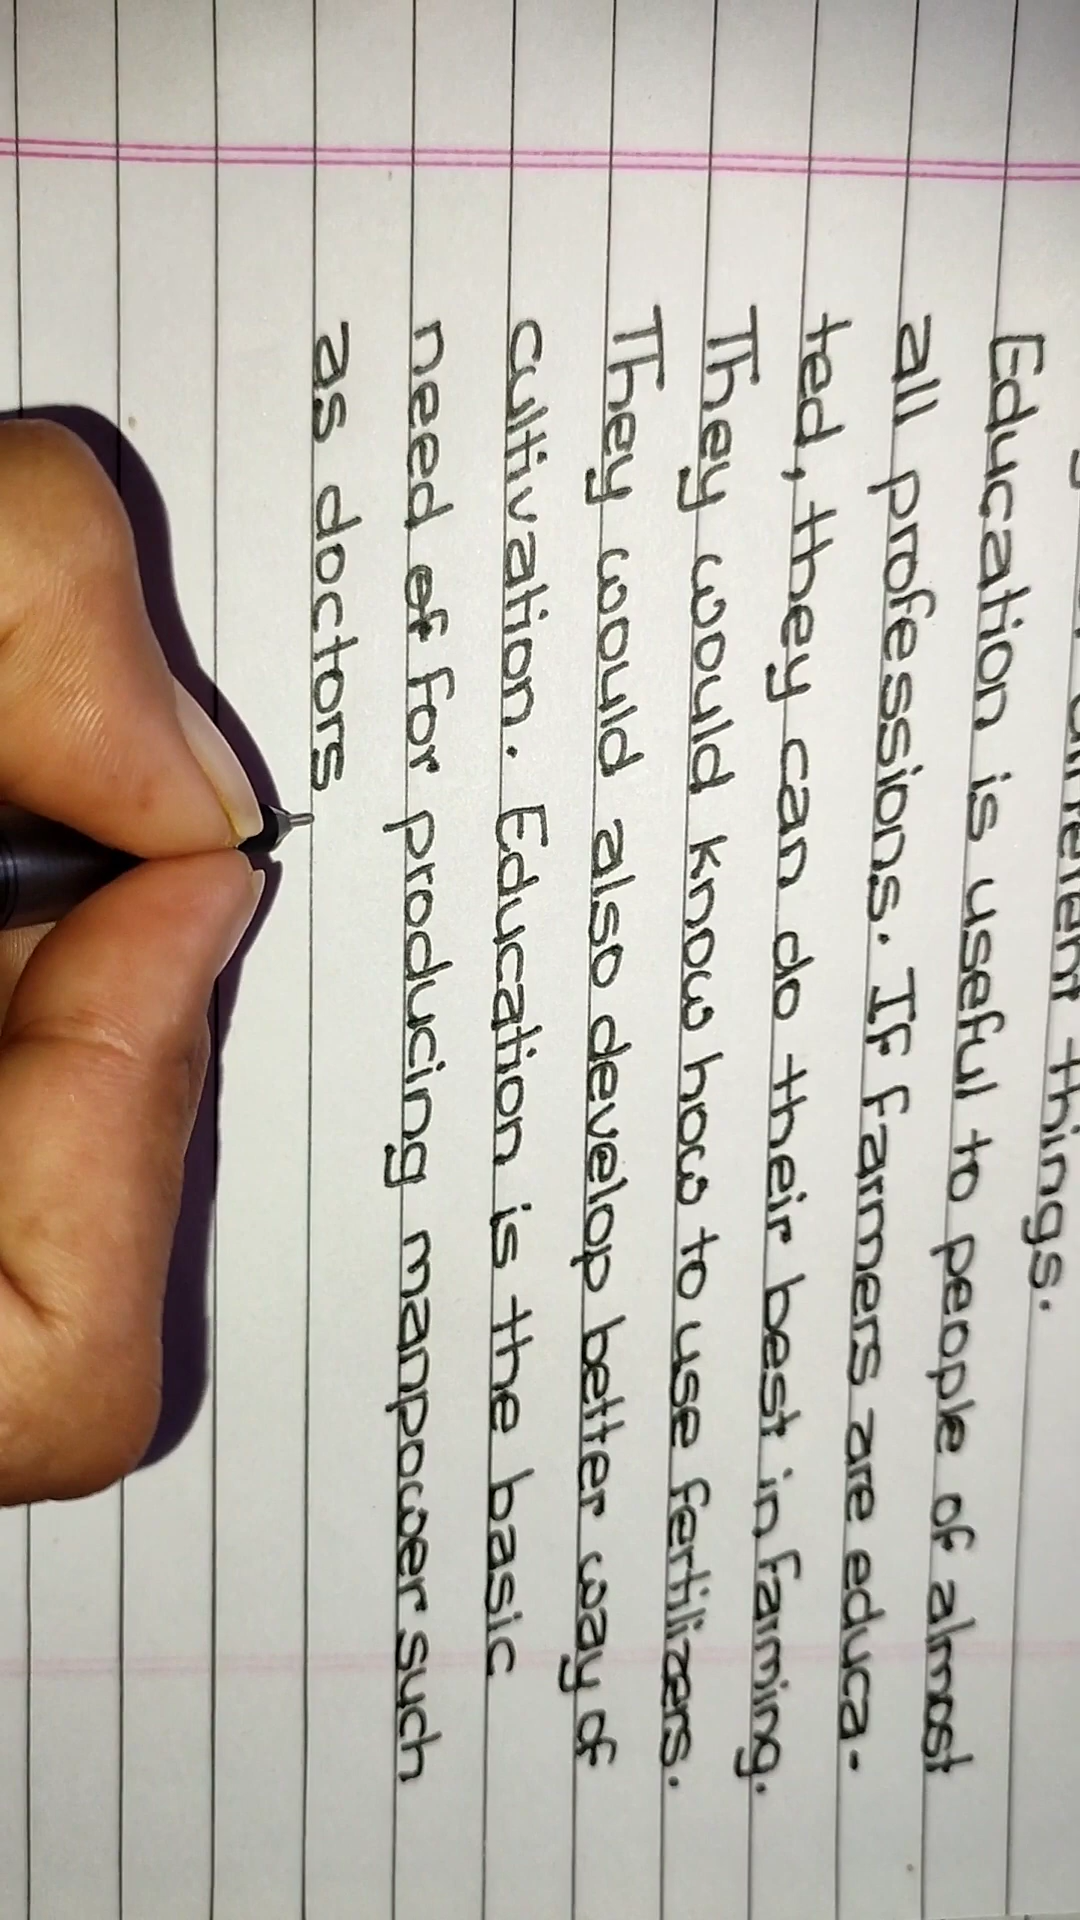 things.
Education is useful to people of almost
all professions. If farmers are educa-
ted, they can do their best in farming.
They would know how to use fertilizers.
They would also develop better way of
cultivation. Education is the basic
need of for producing manpower such
as doctors